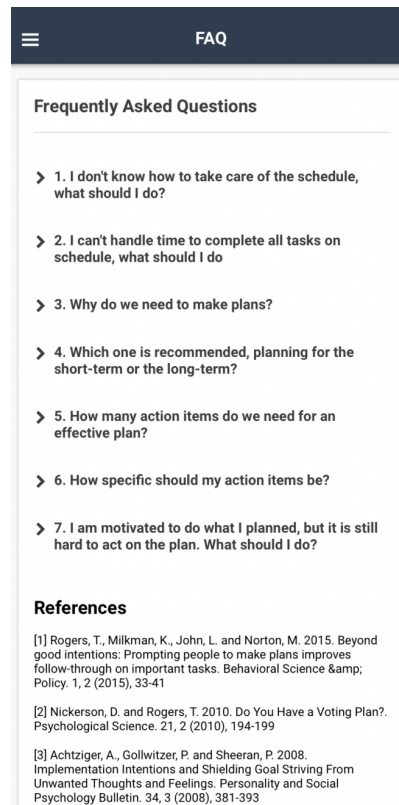 FAQ
Frequently Asked Questions
1. I don't know how to take care of the schedule,
what should I do?
2. I can't handle time to complete all tasks on
schedule, what should I do
3. Why do we need to make plans?
4. Which one is recommended, planning for the
short-term or the long-term?
5. How many action items do we need for an
effective plan?
6. How specific should my action items be?
7. I am motivated to do what I planned, but it is still
hard to act on the plan. What should I do?
References
[1] Rogers, T., Milkman, K., John, L. and Norton, M. 2015. Beyond
good intentions: Prompting people to make plans improves
follow-through on important tasks. Behavioral Science &amp;
Policy. 1, 2 (2015), 33-41
[2] Nickerson, D. and Rogers, T. 2010. Do You Have a Voting Plan?.
Psychological Science. 21, 2 (2010), 194-199
[3] Achtziger, A., Gollwitzer, P. and Sheeran, P. 2008.
Implementation Intentions and Shielding Goal Striving From
Unwanted Thoughts and Feelings. Personality and Social
Psychology Bulletin. 34, 3 (2008), 381-393